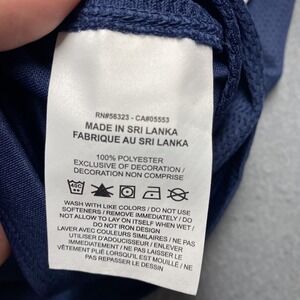 RN#56323 - CA#05553
MADE IN SRI LANKA
FABRIQUE AU SRI LANKA
100% POLYESTER
EXCLUSIVE OF DECORATION /
DECORATION NON COMPRISE
WASH WITH LIKE COLORS / DO NOT USE
SOFTENERS / REMOVE IMMEDIATELY / DO
NOT ALLOW TO LAY ON ITSELF WHEN WET /
DO NOT IRON DESIGN
LAVER AVEC COULEURS SIMILAIRES / NE PAS
UTILISER D'ADOUCISSEUR / ENLEVER
IMMEDIATEMENT / NE PAS LAISSER LE
VÊTEMENT PLIÉ LORSQU'IL EST MOUILLÉ / NE
PAS REPASSER LE DESSIN